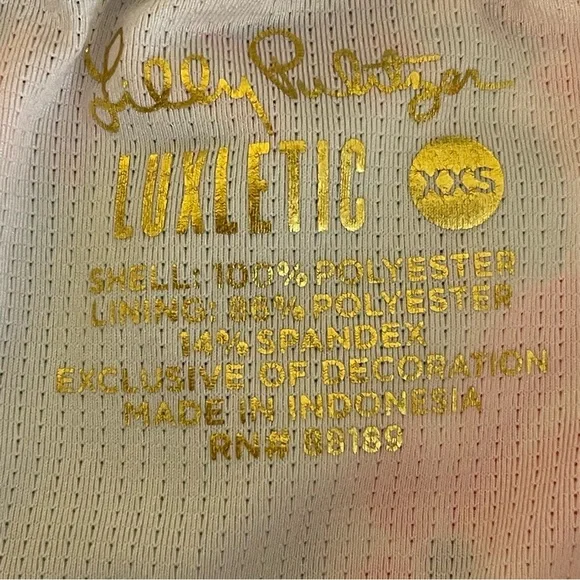 Lilly Pulitzer
LUXLETIC XXS
SHELL: 100% POLYESTER
LINING: 86% POLYESTER
14% SPANDEX
EXCLUSIVE OF DECORATION
MADE IN INDONESIA
RN# 89189